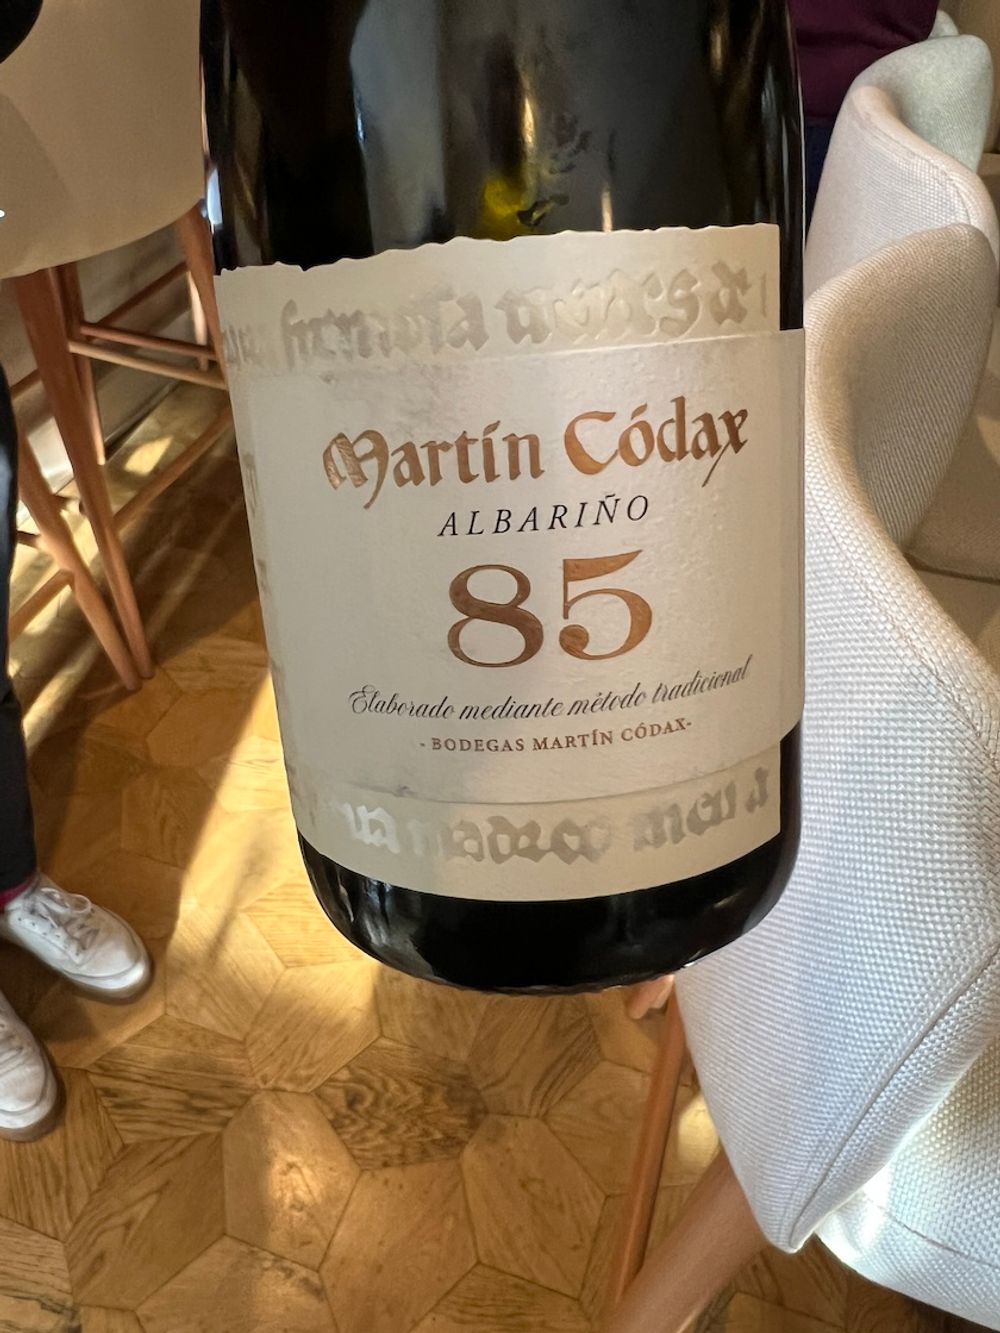 Martín Códax
ALBARIÑO
85
Elaborado mediante método tradicional
- BODEGAS MARTÍN CÓDAX-